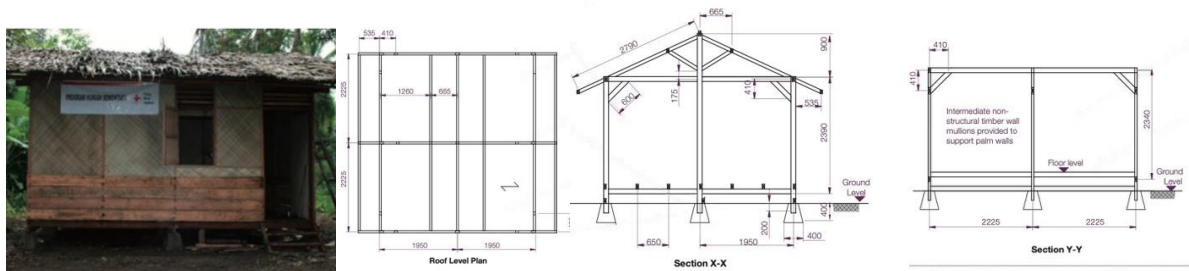 PROGRAM HUNIAN SEMENTARA
535
410
2225
1260
665
2225
1950
1950
Roof Level Plan
665
2790
900
175
410
600
535
2390
Ground
Level
400
200
650
1950
400
Section X-X
410
410
Intermediate non-
structural timber wall
mullions provided to
support palm walls
2340
Floor level
Ground
Level
2225
2225
Section Y-Y